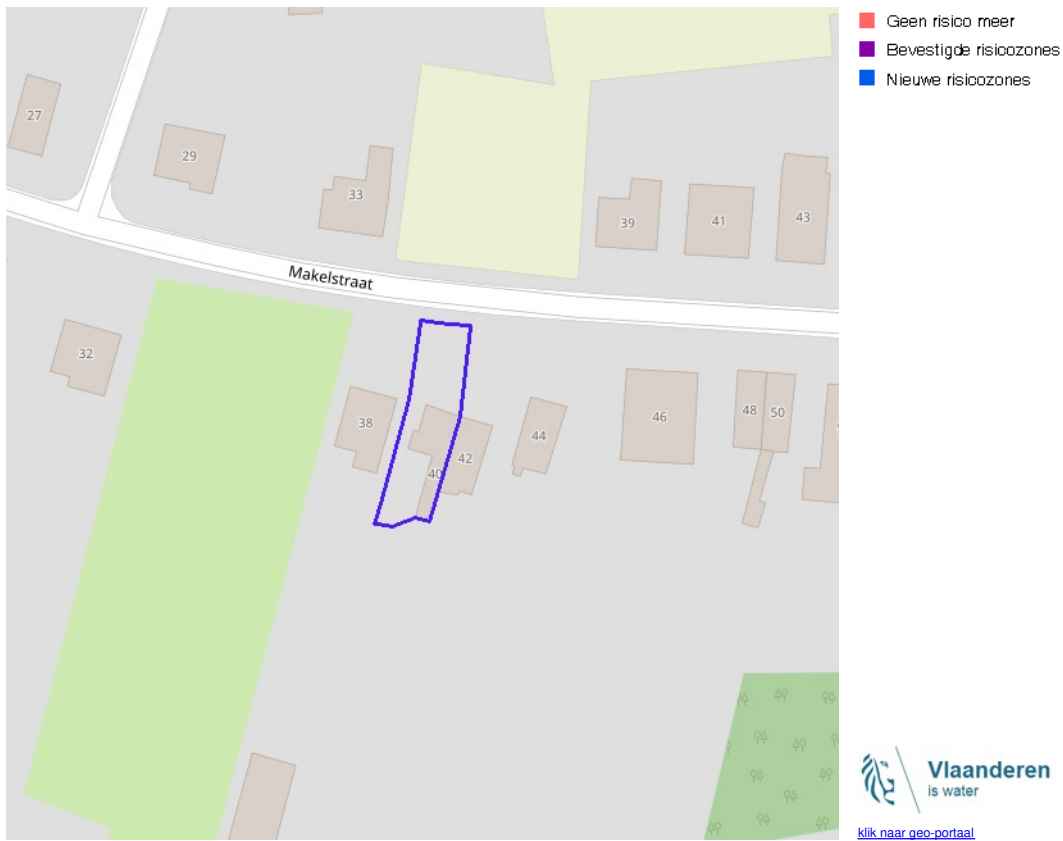 Geen risico meer
Bevestigde risicozones
Nieuwe risicozones
27
29
33
39
41
43
Makelstraat
32
38
40
42
44
46
48
50
Vlaanderen
is water
klik naar geo-portaal